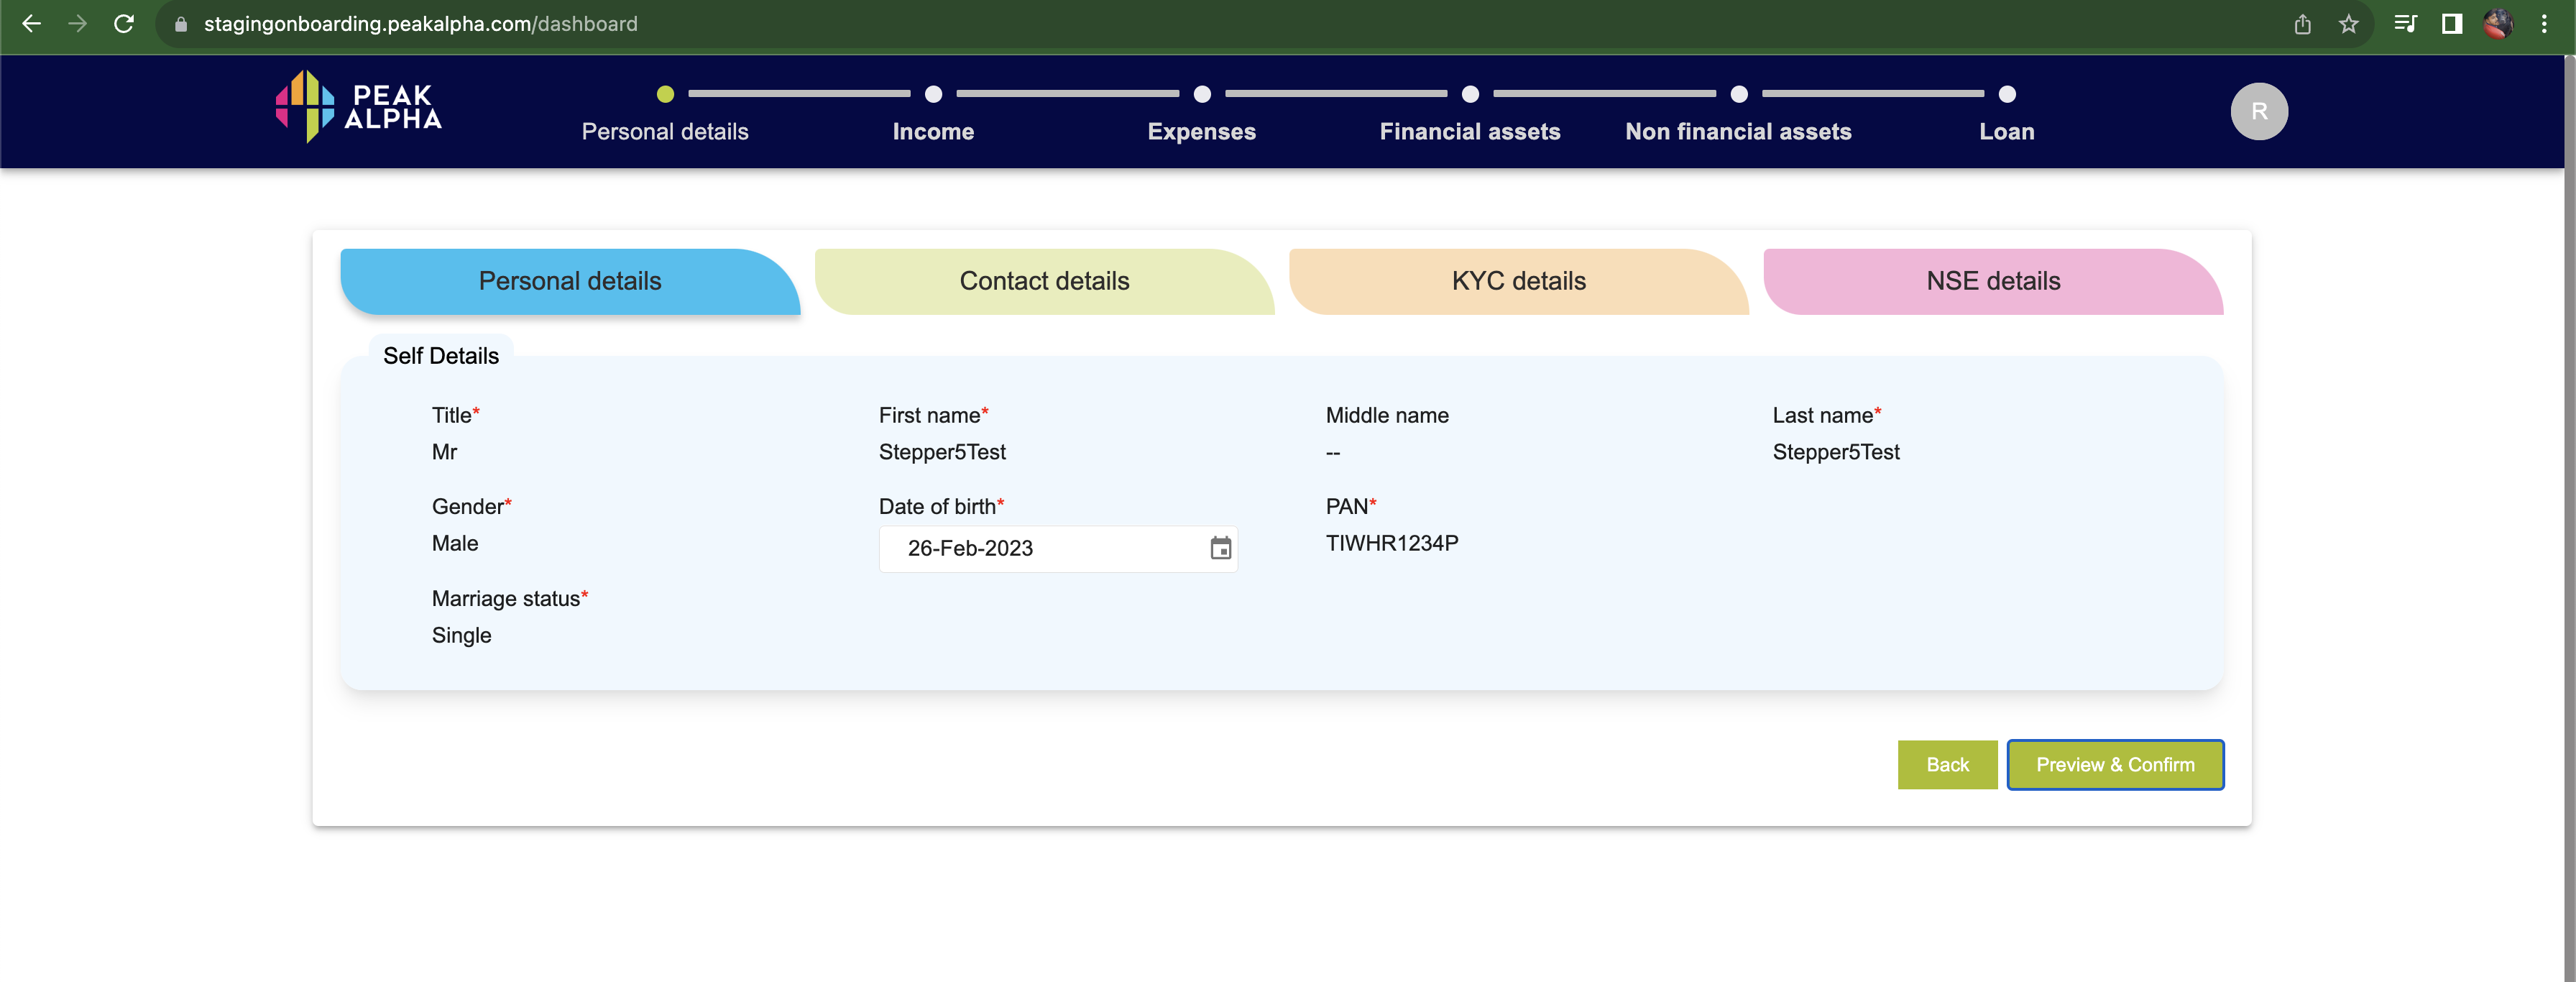 stagingonboarding.peakalpha.com/dashboard
PEAK
ALPHA
Personal details
Income
Expenses
Financial assets
Non financial assets
Loan
R
Personal details
Contact details
KYC details
NSE details
Self Details
Title*
First name*
Middle name
Last name*
Mr
Stepper5Test
--
Stepper5Test
Gender*
Date of birth*
PAN*
Male
26-Feb-2023
TIWHR1234P
Marriage status*
Single
Back
Preview & Confirm